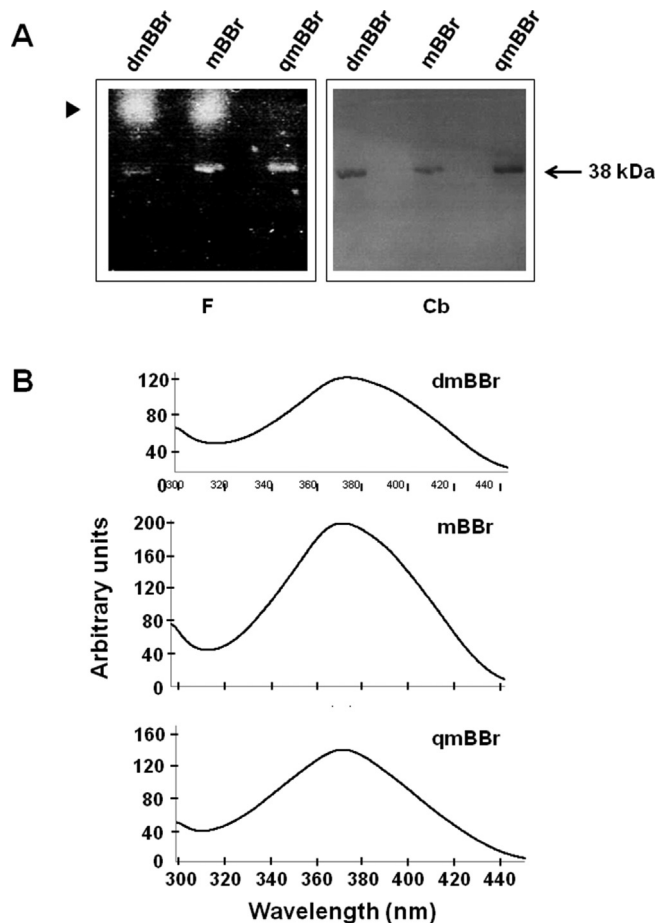 A
dmBBr mBBr qmBBr dmBBr mBBr qmBBr
38 kDa
F Cb
B
dmBBr
120
80
40
0
300 320 340 360 380 400 420 440
mBBr
200
160
120
80
40
0
Arbitrary units
qmBBr
160
120
80
40
0
300 320 340 360 380 400 420 440
Wavelength (nm)